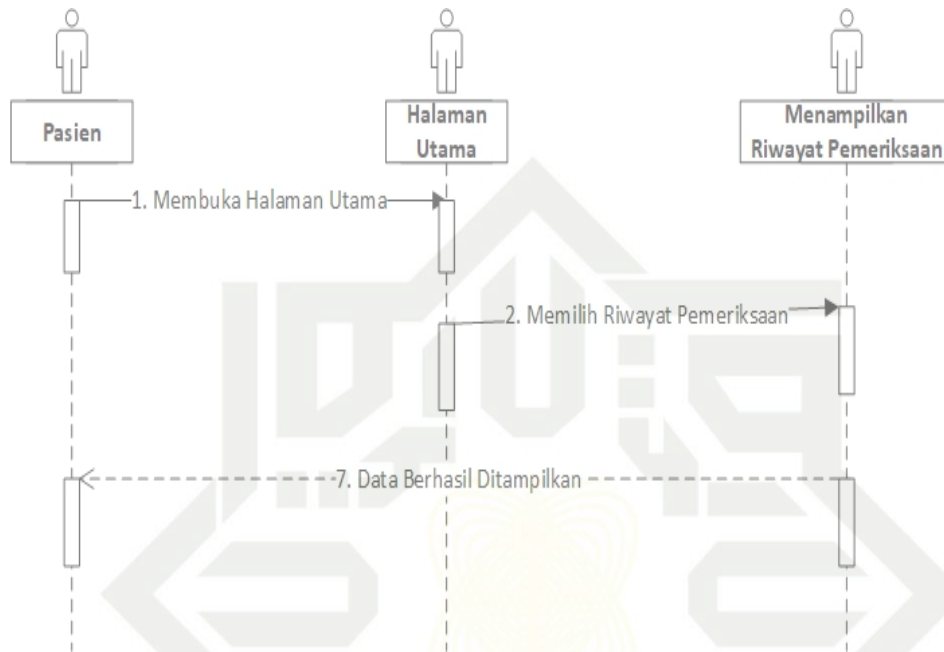 Pasien
Halaman
Utama
Menampilkan
Riwayat Pemeriksaan
1. Membuka Halaman Utama
2. Memilih Riwayat Pemeriksaan
7. Data Berhasil Ditampilkan